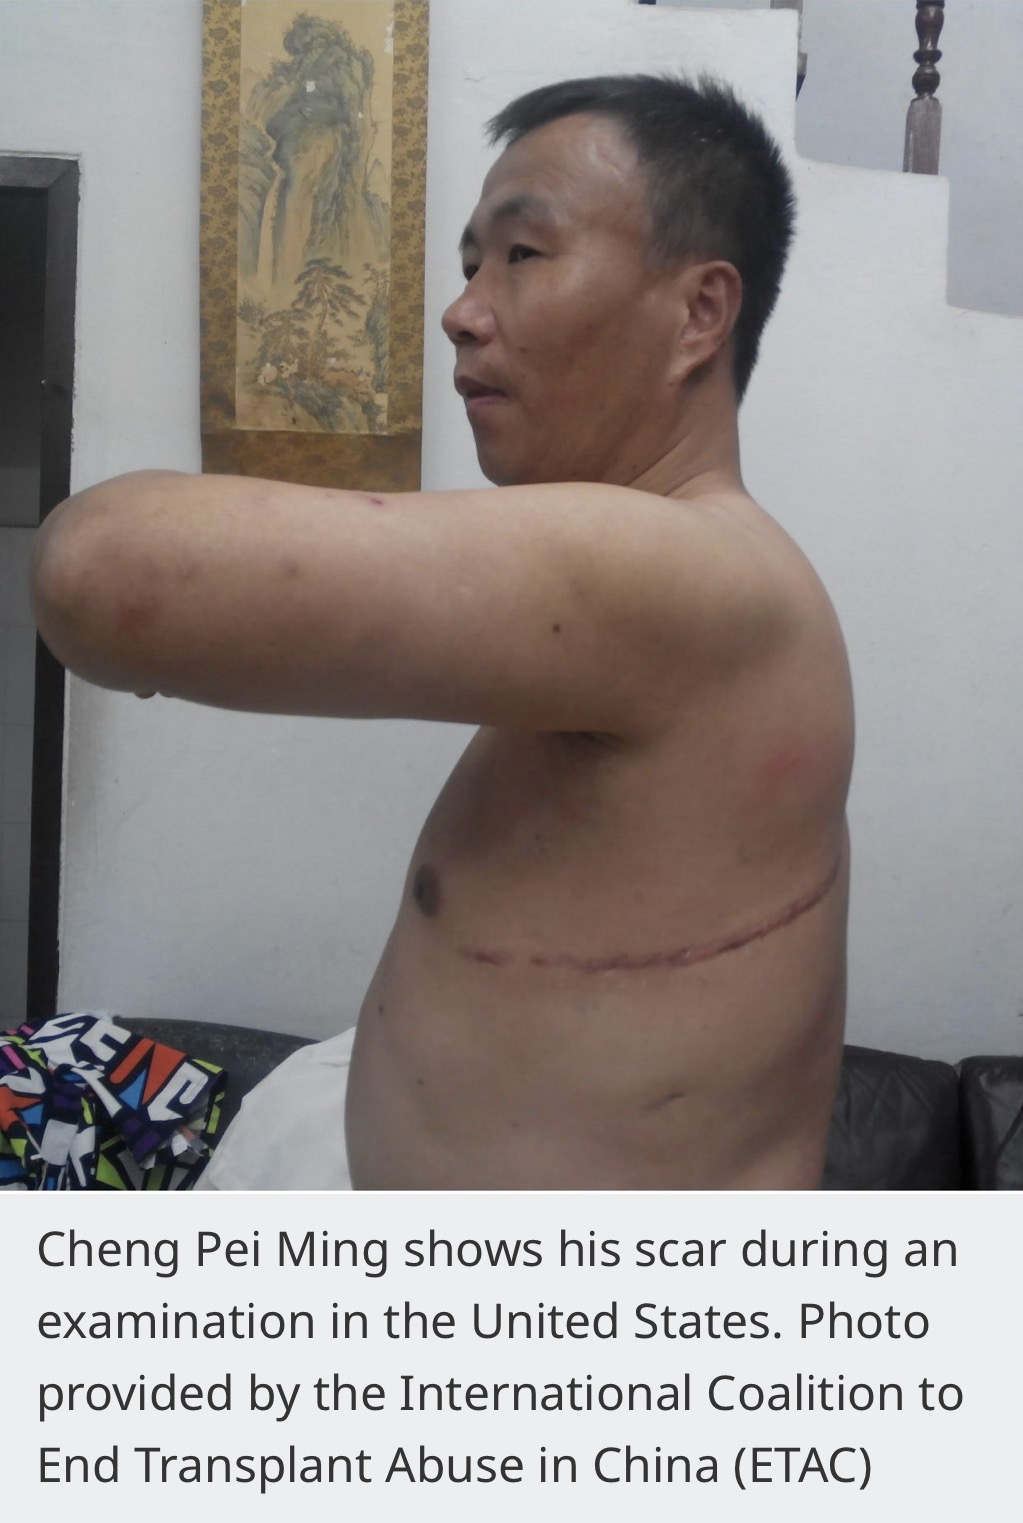 Cheng Pei Ming shows his scar during an
examination in the United States. Photo
provided by the International Coalition to
End Transplant Abuse in China (ETAC)